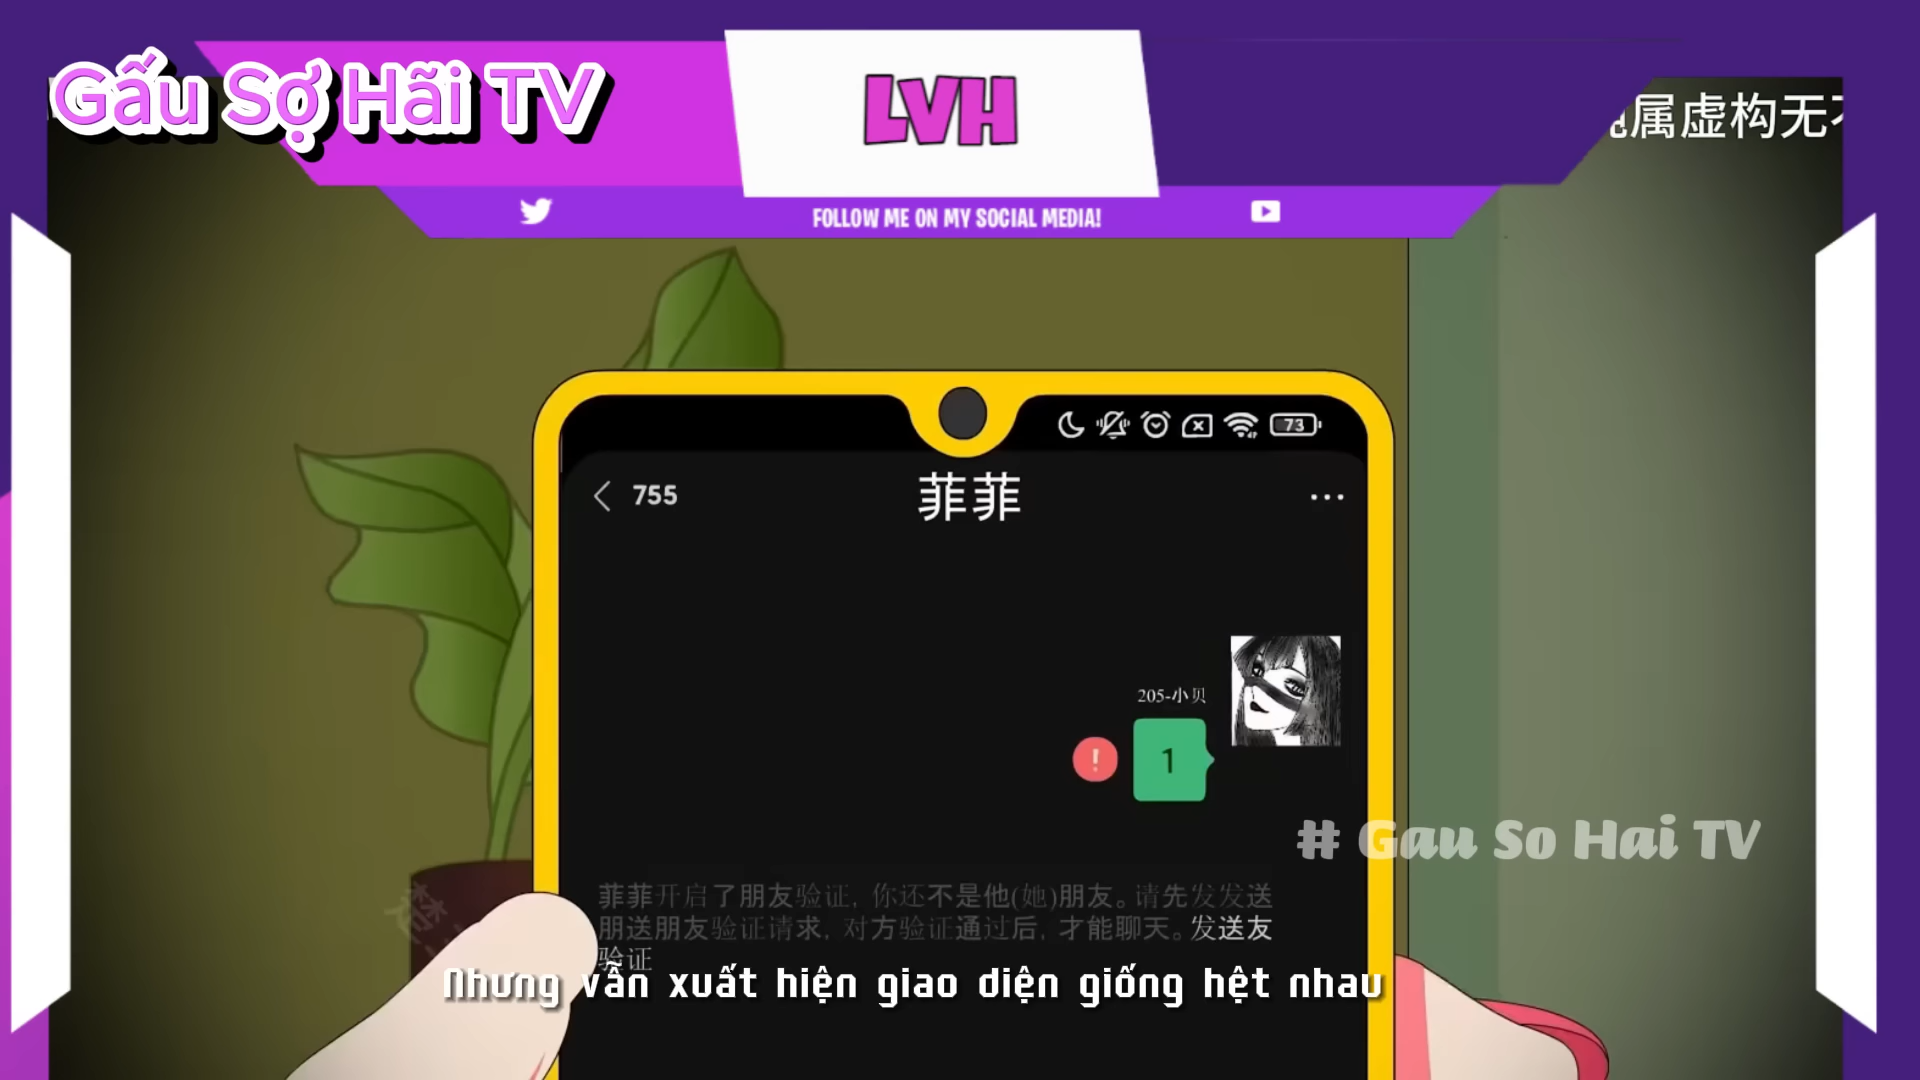 Gấu Sợ Hãi TV
LVH
属虚构无
FOLLOW ME ON MY SOCIAL MEDIA!
73
755
菲菲
205-小贝
!
1
# Gau So Hai TV
菲菲开启了朋友验证，你还不是他(她)朋友。请先发发送
朋送朋友验证请求，对方验证通过后，才能聊天。发送友
验证
Nhưng vẫn xuất hiện giao diện giống hệt nhau